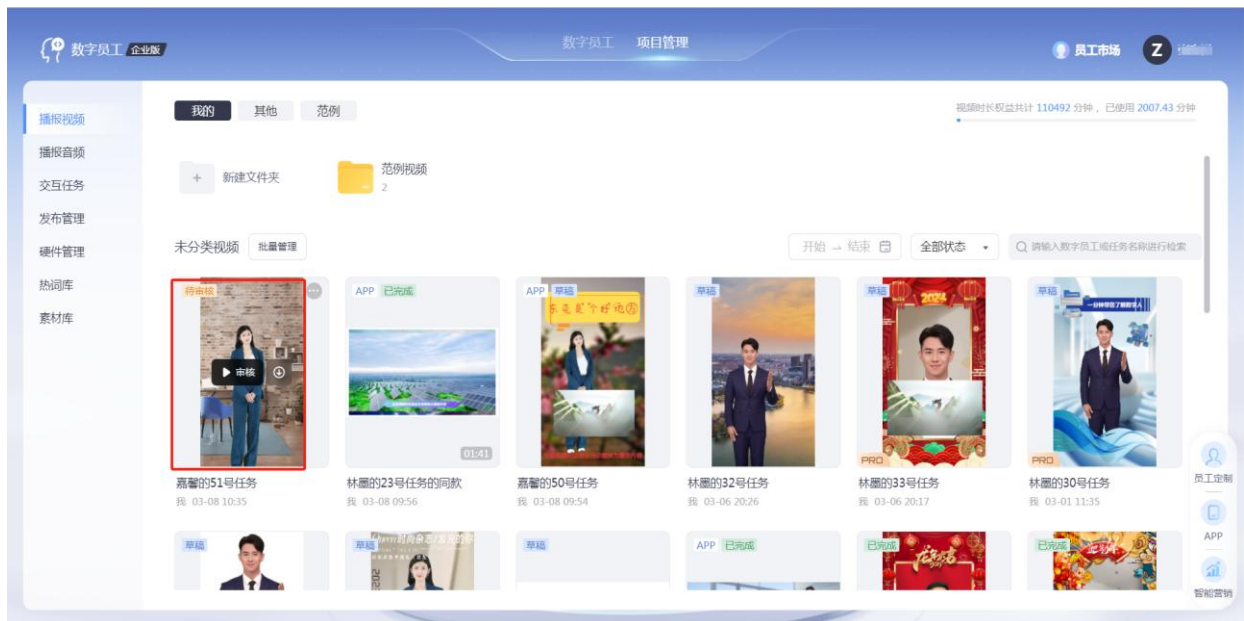 数字员工 企业版
数字员工 项目管理
员工市场 Z
播报视频
播报音频
交互任务
发布管理
硬件管理
热词库
素材库
我的 其他 范例
视频时长权益共计 110492 分钟，已使用 2007.43 分钟
+ 新建文件夹
范例视频
2
未分类视频 批量管理
开始 → 结束 全部状态 请输入数字员工或任务名称进行检索
待审核
审核
嘉馨的51号任务
我 03-08 10:35
APP 已完成
01:41
林墨的23号任务的同款
我 03-08 09:56
APP 草稿
嘉馨的50号任务
我 03-08 09:54
草稿
林墨的32号任务
我 03-06 20:26
草稿
2024
PRO
林墨的33号任务
我 03-06 20:17
草稿
一分钟带您了解数字人
PRO
林墨的30号任务
我 03-01 11:35
草稿
草稿
草稿
APP 已完成
已完成
已完成
员工定制
APP
智能营销